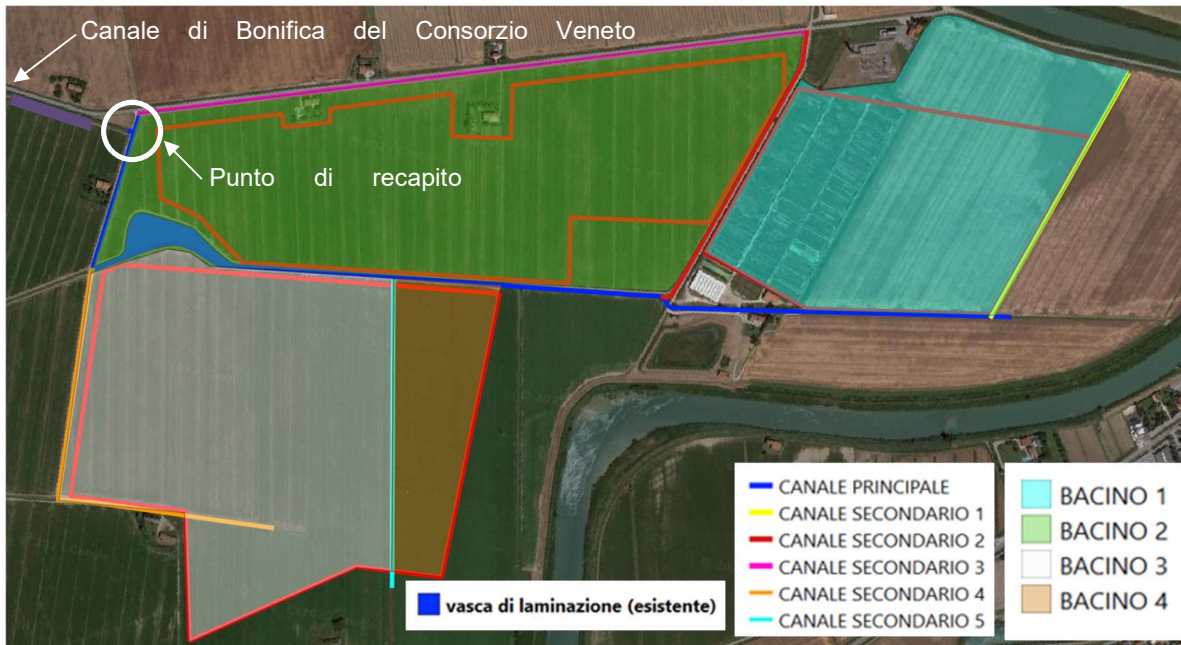 Canale di Bonifica del Consorzio Veneto
Punto di recapito
vasca di laminazione (esistente)
CANALE PRINCIPALE
CANALE SECONDARIO 1
CANALE SECONDARIO 2
CANALE SECONDARIO 3
CANALE SECONDARIO 4
CANALE SECONDARIO 5
BACINO 1
BACINO 2
BACINO 3
BACINO 4